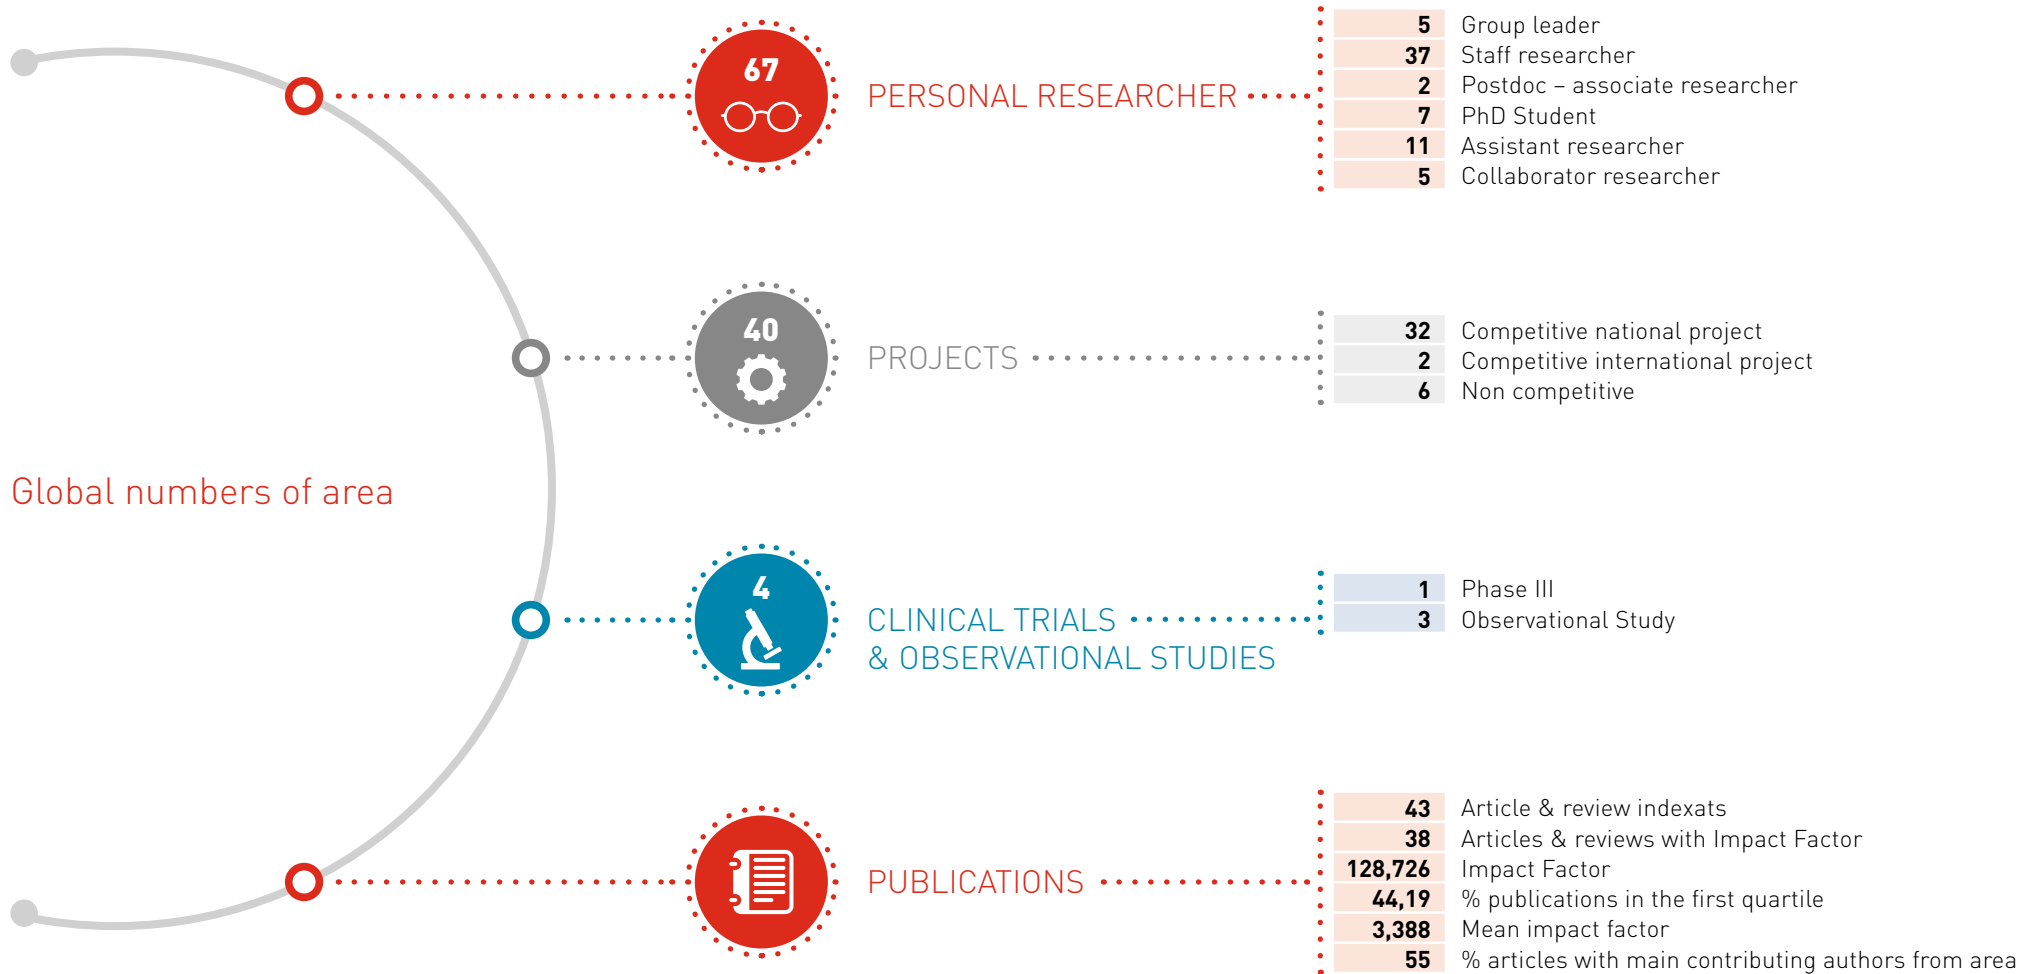 Global numbers of area
67
PERSONAL RESEARCHER
5 Group leader
37 Staff researcher
2 Postdoc – associate researcher
7 PhD Student
11 Assistant researcher
5 Collaborator researcher
40
PROJECTS
32 Competitive national project
2 Competitive international project
6 Non competitive
4
CLINICAL TRIALS
& OBSERVATIONAL STUDIES
1 Phase III
3 Observational Study
PUBLICATIONS
43 Article & review indexats
38 Articles & reviews with Impact Factor
128,726 Impact Factor
44,19 % publications in the first quartile
3,388 Mean impact factor
55 % articles with main contributing authors from area